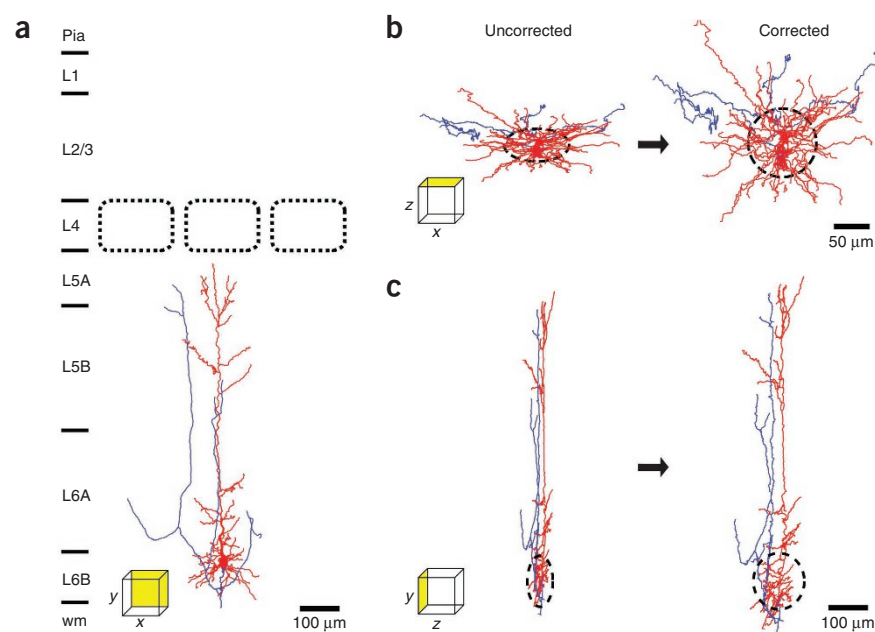 a
Pia
L1
L2/3
L4
L5A
L5B
L6A
L6B
wm
y
x
100 μm
b
Uncorrected
Corrected
z
x
50 μm
c
y
z
100 μm